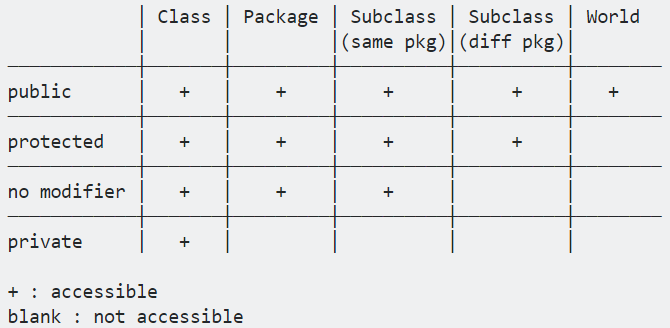 │ Class │ Package │ Subclass │ Subclass │ World
            │       │         │(same pkg)│(diff pkg)│
────────────┼───────┼─────────┼──────────┼──────────┼────────
public      │   +   │    +    │    +     │     +    │   +
────────────┼───────┼─────────┼──────────┼──────────┼────────
protected   │   +   │    +    │    +     │     +    │
────────────┼───────┼─────────┼──────────┼──────────┼────────
no modifier │   +   │    +    │    +     │          │
────────────┼───────┼─────────┼──────────┼──────────┼────────
private     │   +   │         │          │          │
+ : accessible
blank : not accessible